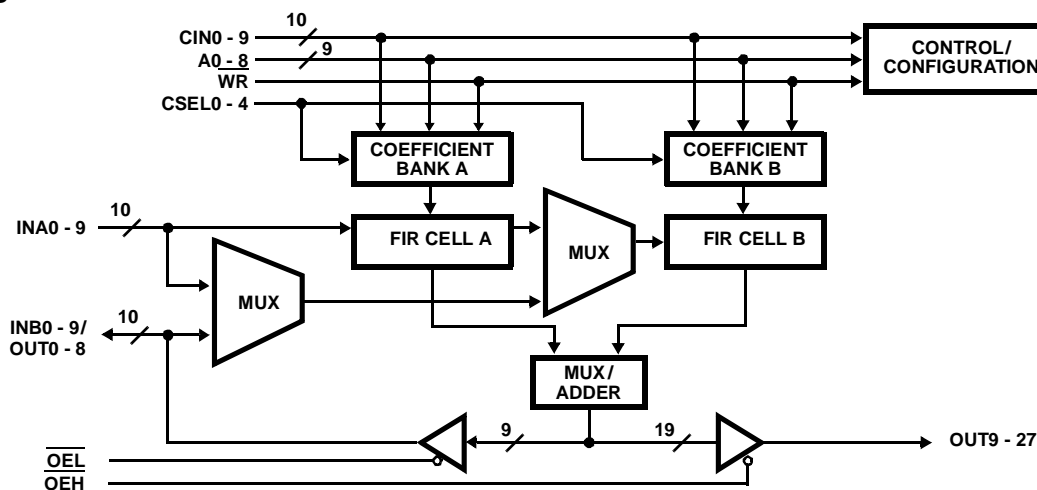 10
CIN0 - 9
9
A0 - 8
WR
CSEL0 - 4
CONTROL/
CONFIGURATION
COEFFICIENT
BANK A
COEFFICIENT
BANK B
10
INA0 - 9
FIR CELL A
MUX
FIR CELL B
MUX
10
INB0 - 9/
OUT0 - 8
MUX/
ADDER
9
19
OUT9 - 27
OEL
OEH